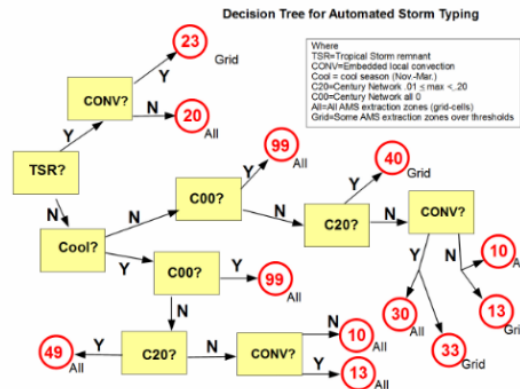 Decision Tree for Automated Storm Typing
Where
TSR=Tropical Storm remnant
CONV=Embedded local convection
Cool = cool season (Nov.-Mar.)
C20=Century Network .01 ≤ max <.20
C00=Century Network all 0
All=All AMS extraction zones (grid-cells)
Grid=Some AMS extraction zones over thresholds
23
Grid
Y
CONV?
N
20
All
Y
TSR?
N
99
All
Y
40
Grid
Y
C00?
N
C20?
N
CONV?
N
Cool?
Y
C00?
Y
99
All
Y
N
10
30
All
33
Grid
13
N
49
All
Y
C20?
N
CONV?
N
10
All
Y
13
All